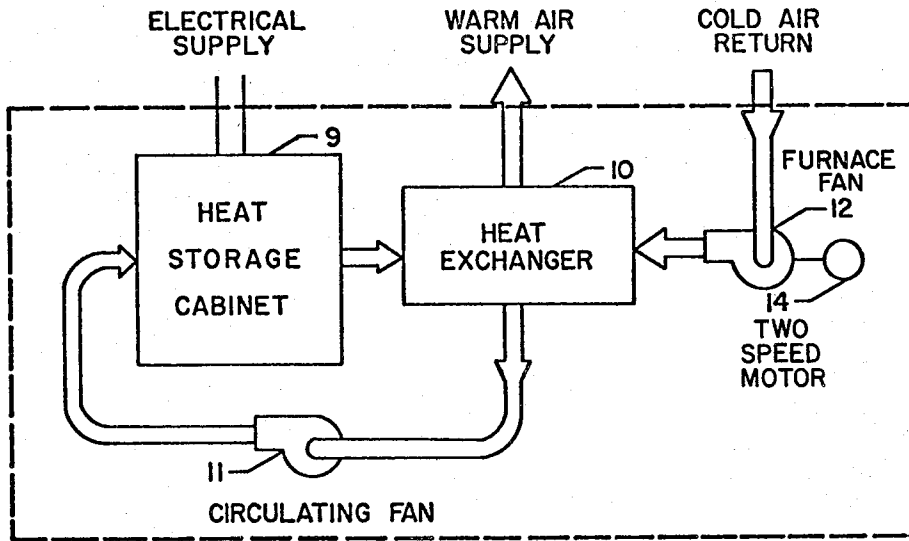 ELECTRICAL
SUPPLY
WARM AIR
SUPPLY
COLD AIR
RETURN
9
HEAT
STORAGE
CABINET
10
HEAT
EXCHANGER
FURNACE
FAN
12
14
TWO
SPEED
MOTOR
11
CIRCULATING FAN